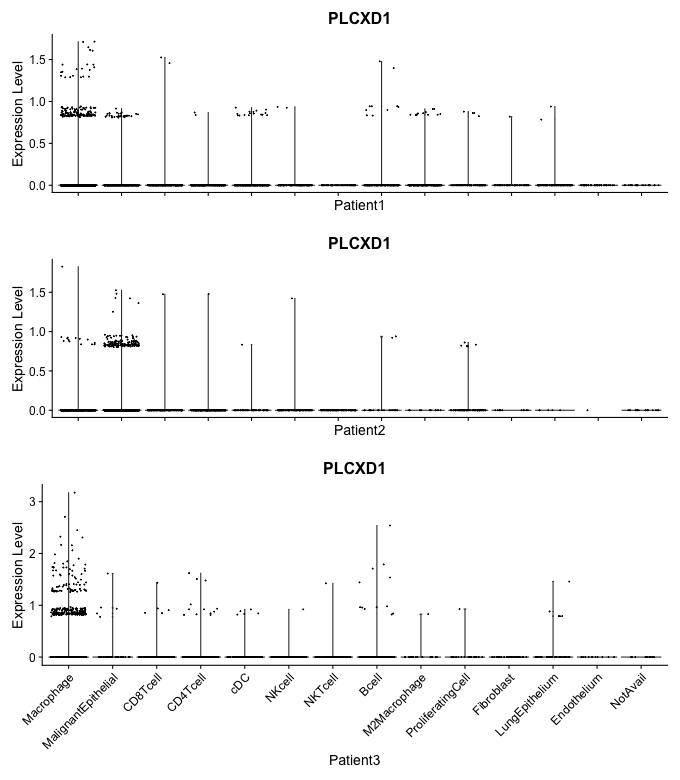 PLCXD1
Expression Level
1.5
1.0
0.5
0.0
Patient1
PLCXD1
Expression Level
1.5
1.0
0.5
0.0
Patient2
PLCXD1
Expression Level
3
2
1
0
Macrophage
MalignantEpithelial
CD8Tcell
CD4Tcell
cDC
NKcell
NKTcell
Bcell
M2Macrophage
ProliferatingCell
Fibroblast
LungEpithelium
Endothelium
NotAvail
Patient3